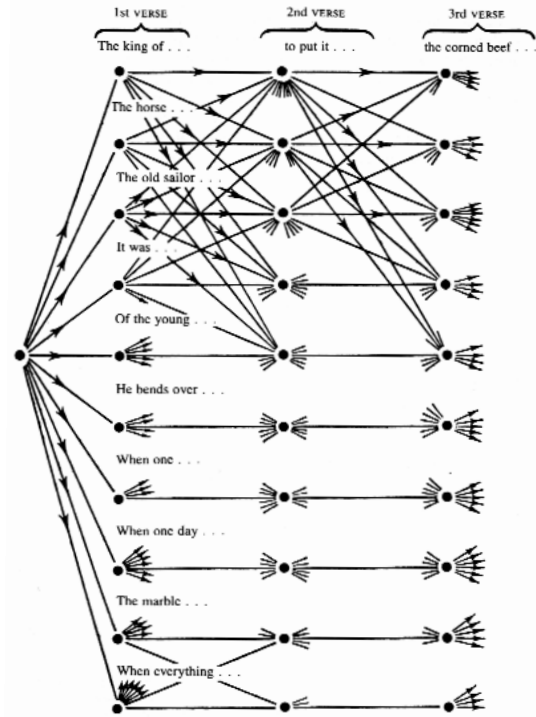 1st VERSE 2nd VERSE 3rd VERSE
The king of . . . to put it . . . the corned beef . . .
The horse . . .
The old sailor . . .
It was . . .
Of the young . . .
He bends over . . .
When one . . .
When one day . . .
The marble . . .
When everything . . .